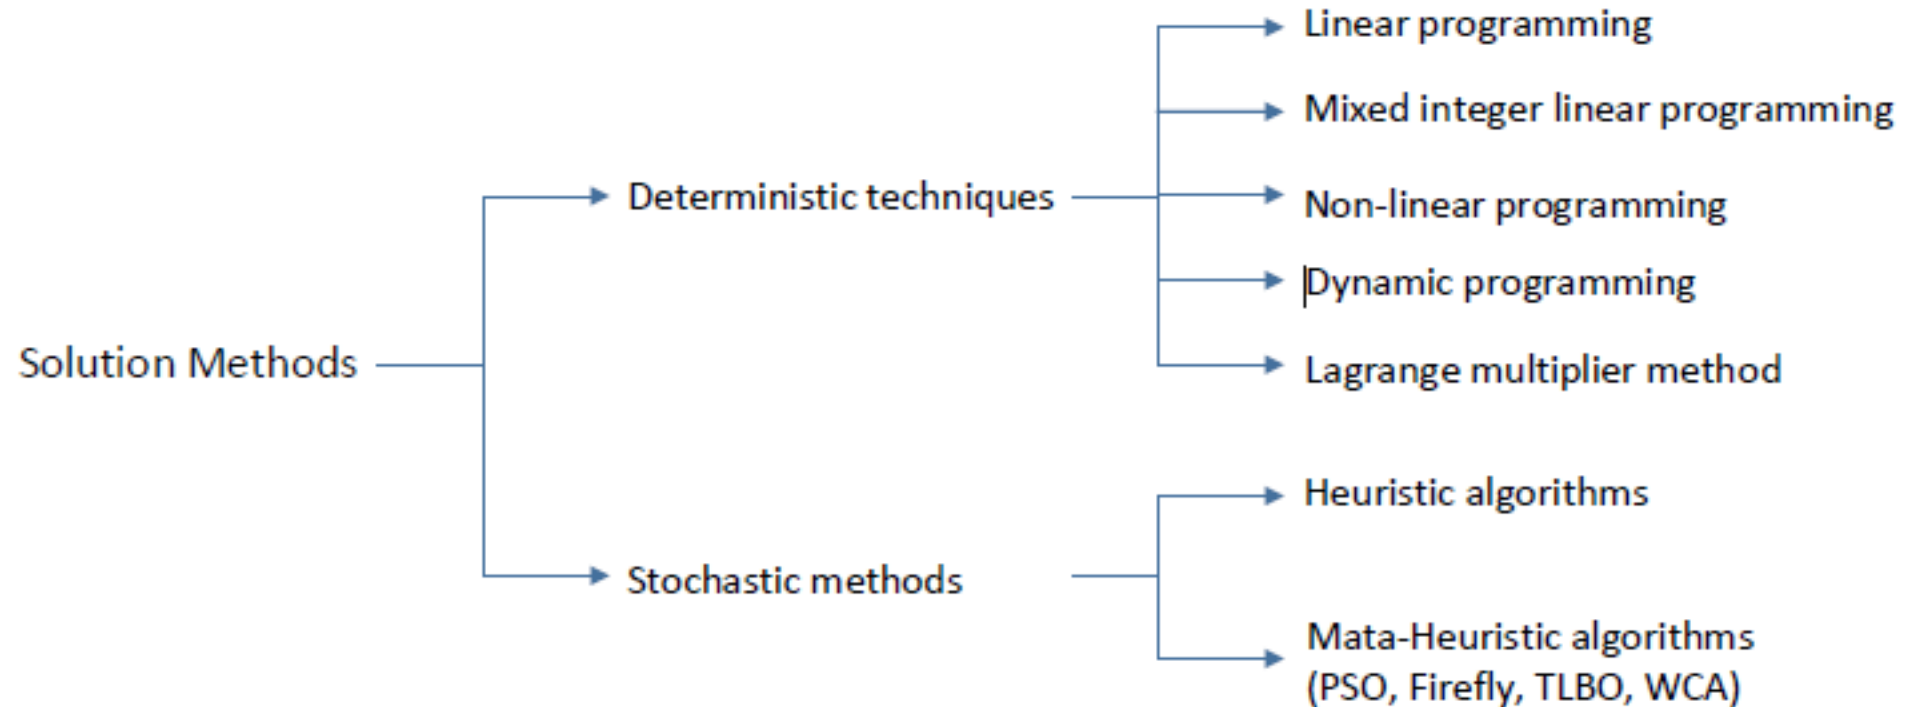 Linear programming
Mixed integer linear programming
Deterministic techniques
Non-linear programming
Dynamic programming
Solution Methods
Lagrange multiplier method
Heuristic algorithms
Stochastic methods
Mata-Heuristic algorithms
(PSO, Firefly, TLBO, WCA)